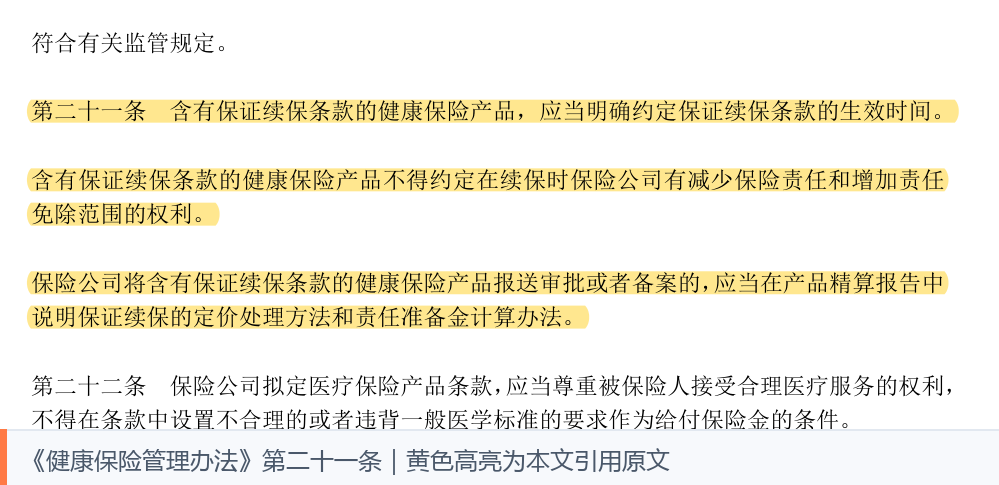 符合有关监管规定。
第二十一条　含有保证续保条款的健康保险产品，应当明确约定保证续保条款的生效时间。
含有保证续保条款的健康保险产品不得约定在续保时保险公司有减少保险责任和增加责任
免除范围的权利。
保险公司将含有保证续保条款的健康保险产品报送审批或者备案的，应当在产品精算报告中
说明保证续保的定价处理方法和责任准备金计算办法。
第二十二条　保险公司拟定医疗保险产品条款，应当尊重被保险人接受合理医疗服务的权利，
不得在条款中设置不合理的或者违背一般医学标准的要求作为给付保险金的条件。
《健康保险管理办法》第二十一条｜黄色高亮为本文引用原文